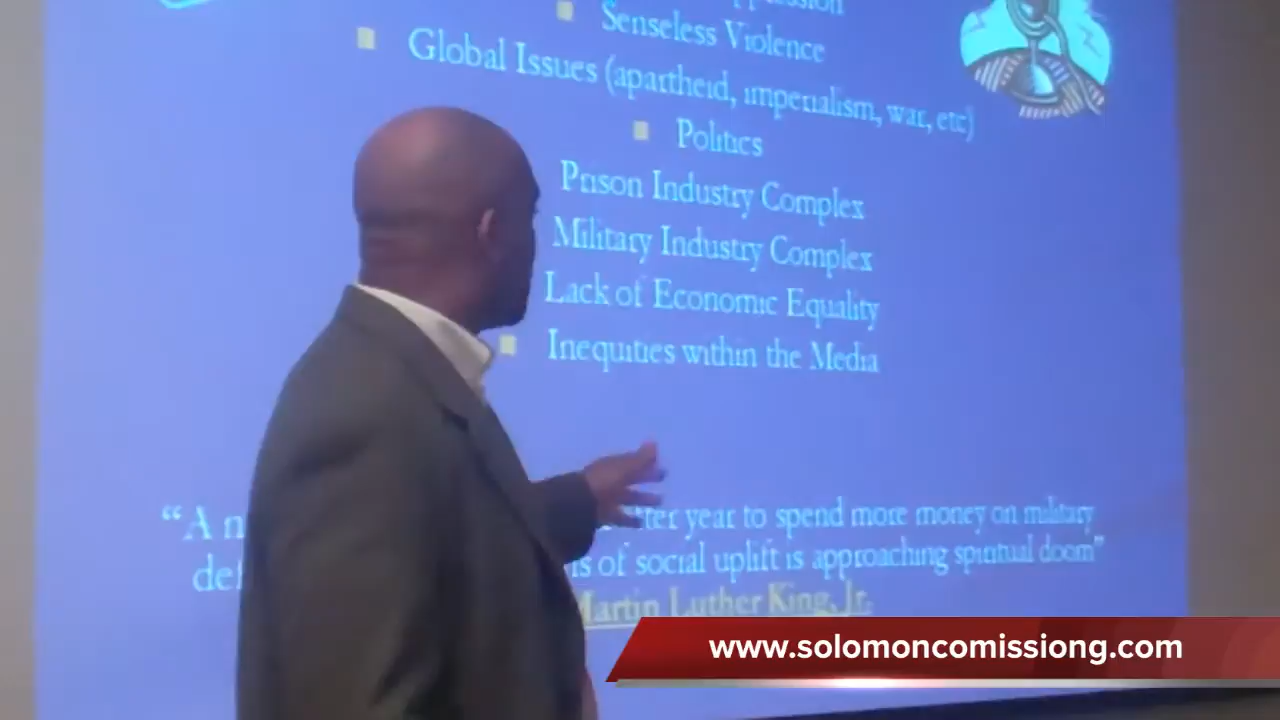 Senseless Violence
Global Issues (apartheid, imperialism, war, etc)
Politics
Prison Industry Complex
Military Industry Complex
Lack of Economic Equality
Inequities within the Media
“A year to spend more money on military
of social uplift is approaching spiritual doom”
Martin Luther King, Jr.
www.solomoncomissiong.com